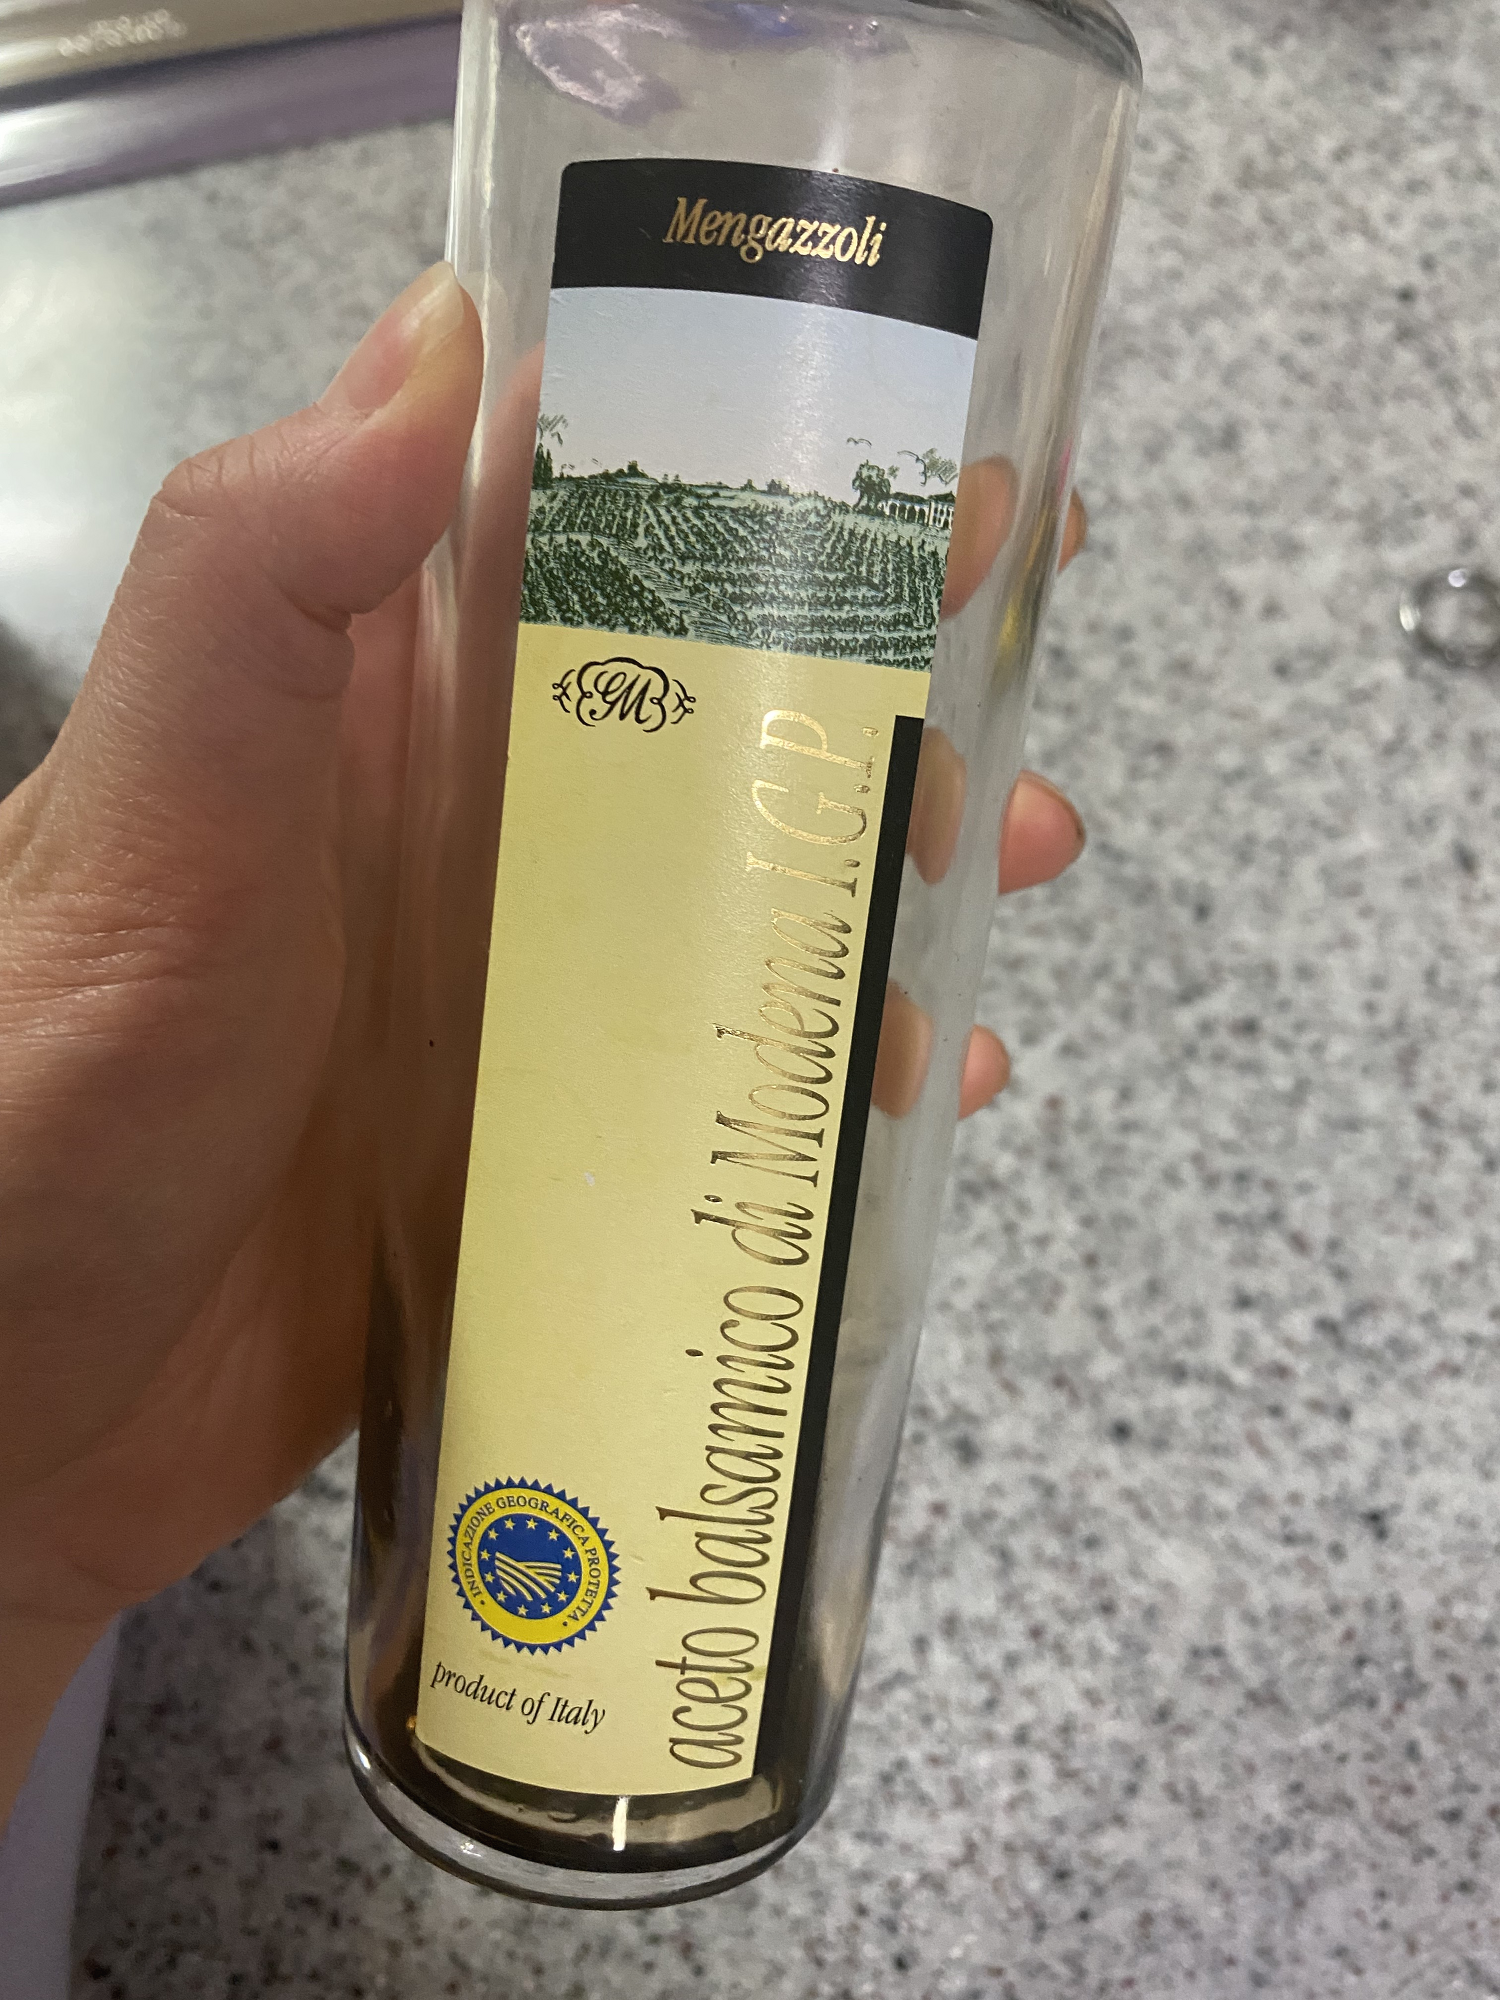 Mengazzoli
GM
aceto balsamico di Modena I.G.P.
INDICAZIONE GEOGRAFICA PROTETTA
product of Italy